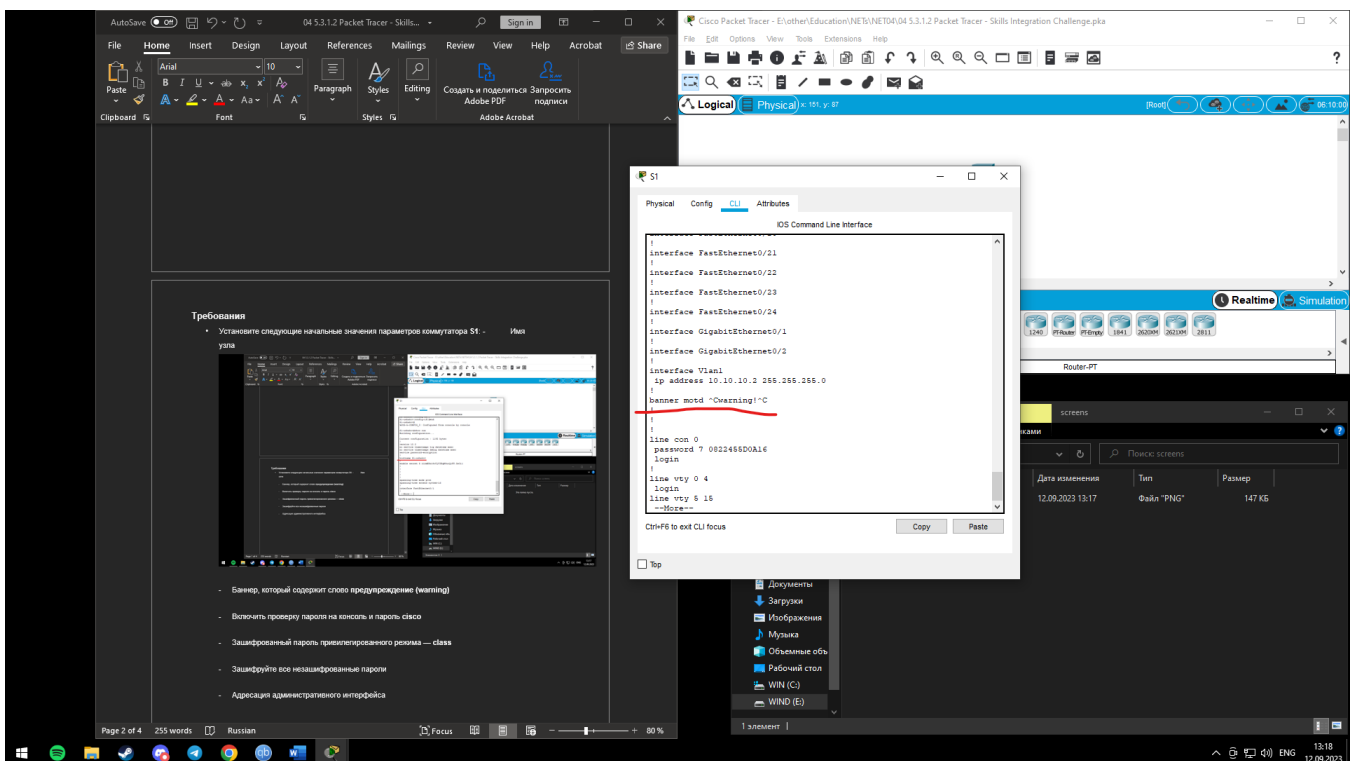 AutoSave Off
04 5.3.1.2 Packet Tracer - Skills...
Sign in
File Home Insert Design Layout References Mailings Review View Help Acrobat Share
Paste
Arial 10
Paragraph
Styles
Editing
Создать и поделиться Adobe PDF
Запросить подписи
Clipboard Font Styles Adobe Acrobat
Требования
• Установите следующие начальные значения параметров коммутатора S1: - Имя
узла
- Баннер, который содержит слово предупреждение (warning)
- Включить проверку пароля на консоль и пароль cisco
- Зашифрованный пароль привилегированного режима — class
- Зашифруйте все незашифрованные пароли
- Адресация административного интерфейса
Page 2 of 4 255 words Russian Focus 80 %
Cisco Packet Tracer - E:\other\Education\NETs\NET04\04 5.3.1.2 Packet Tracer - Skills Integration Challenge.pka
File Edit Options View Tools Extensions Help
Logical Physical x: 151, y: 87 [Root] 06:10:00
S1
Physical Config CLI Attributes
IOS Command Line Interface
!
interface FastEthernet0/21
!
interface FastEthernet0/22
!
interface FastEthernet0/23
!
interface FastEthernet0/24
!
interface GigabitEthernet0/1
!
interface GigabitEthernet0/2
!
interface Vlan1
ip address 10.10.10.2 255.255.255.0
!
banner motd ^Cwarning!^C
!
!
!
line con 0
password 7 0822455D0A16
login
!
line vty 0 4
login
line vty 5 15
--More--
Ctrl+F6 to exit CLI focus
Copy Paste
Top
Realtime Simulation
1240 PT-Router PT-Empty 1841 2620XM 2621XM 2811
Router-PT
screens
Поиск: screens
Дата изменения Тип Размер
12.09.2023 13:17 Файл "PNG" 147 КБ
Документы
Загрузки
Изображения
Музыка
Объемные объ
Рабочий стол
WIN (C:)
WIND (E:)
1 элемент
ENG
13:18
12.09.2023